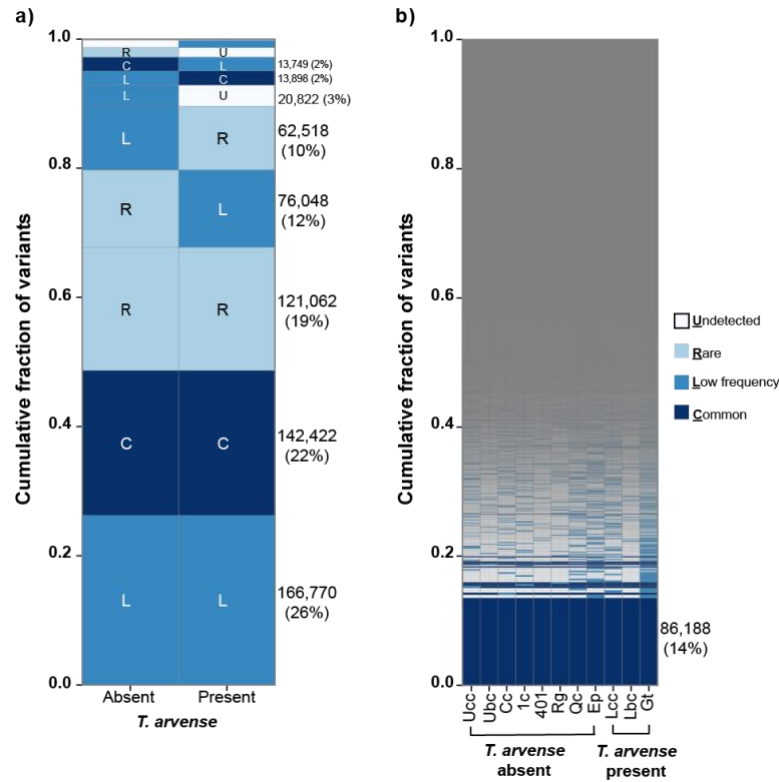 a)
Cumulative fraction of variants
1.0
0.8
0.6
0.4
0.2
0.0
R U
C L 13,749 (2%)
L C 13,898 (2%)
L U 20,822 (3%)
L R 62,518
(10%)
R L 76,048
(12%)
R R 121,062
(19%)
C C 142,422
(22%)
L L 166,770
(26%)
Absent Present
T. arvense
b)
Cumulative fraction of variants
1.0
0.8
0.6
0.4
0.2
0.0
86,188
(14%)
Ucc
Ubc
Cc
1c
401
Rg
Qc
Ep
Lcc
Lbc
Gt
T. arvense
absent
T. arvense
present
Undetected
Rare
Low frequency
Common